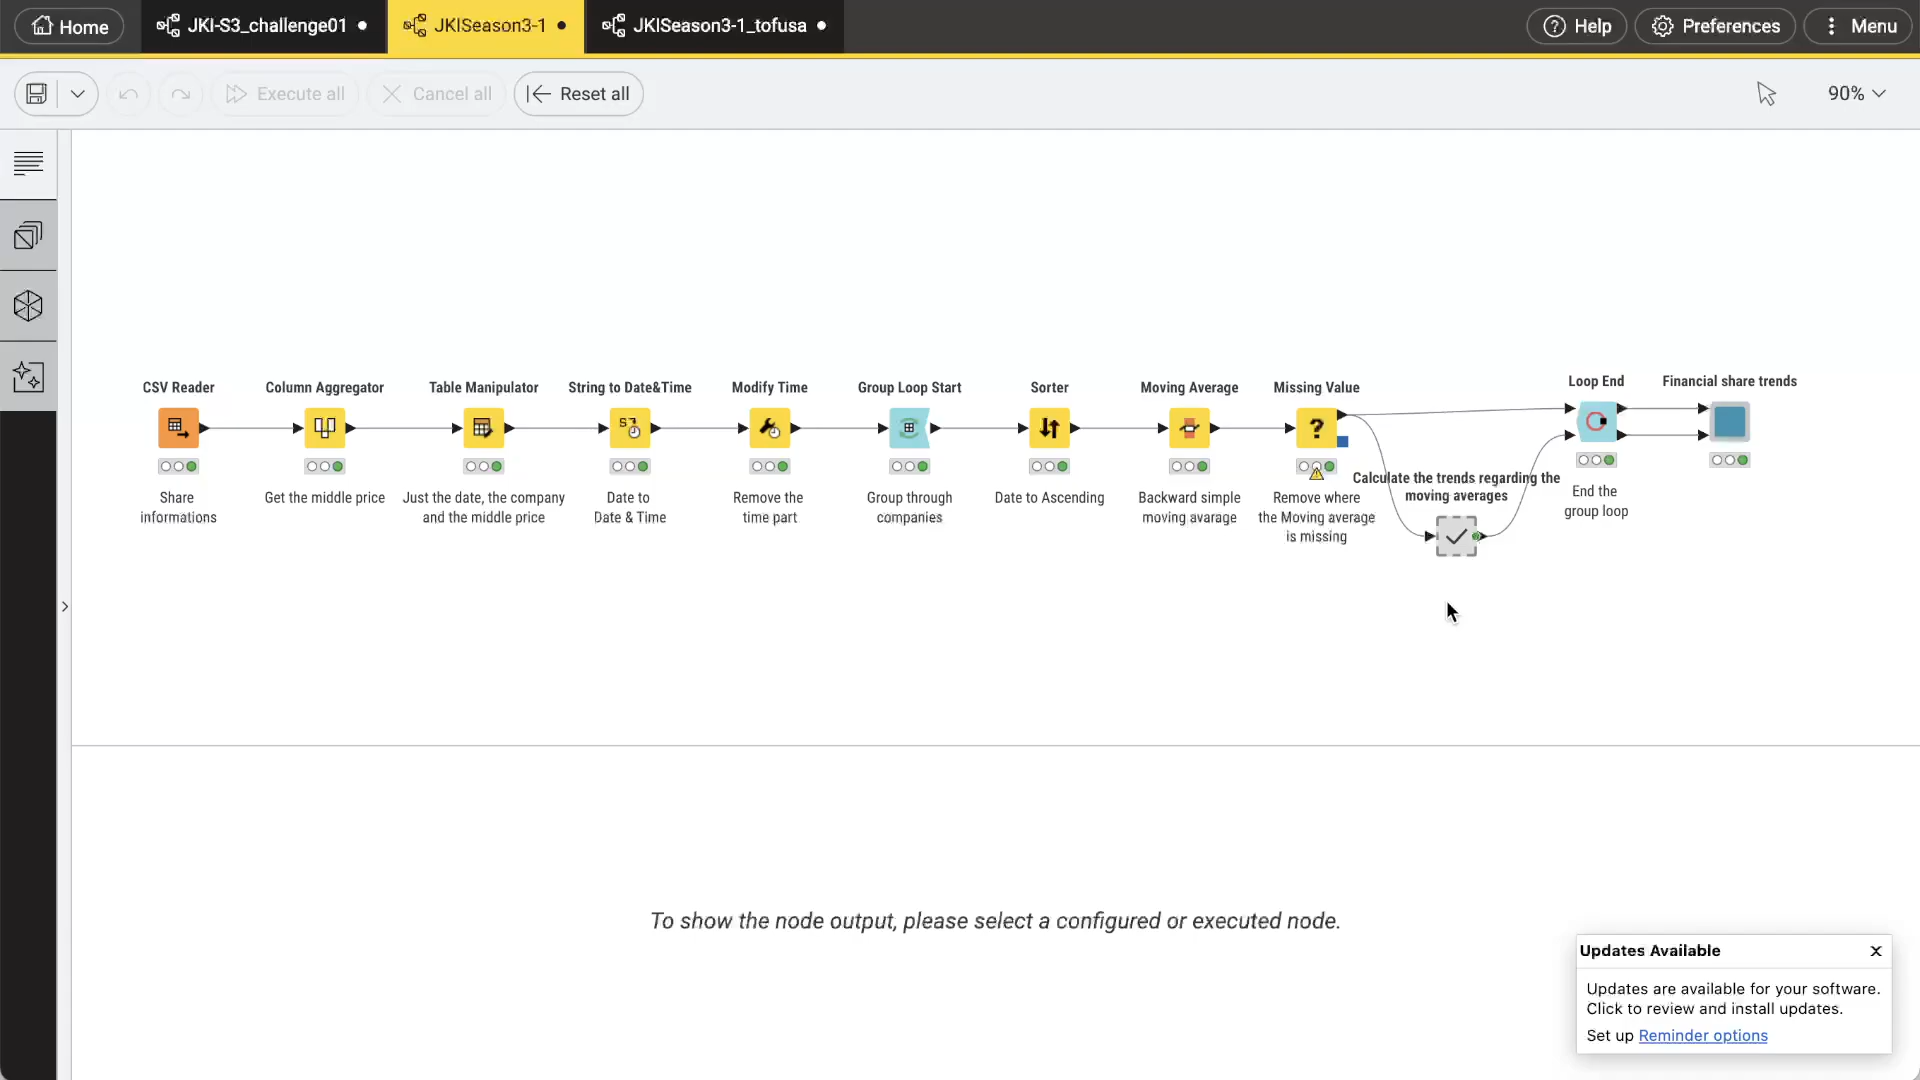 Home
JKI-S3_challenge01
JKISeason3-1
JKISeason3-1_tofusa
Help
Preferences
Menu
Execute all
Cancel all
Reset all
90%
CSV Reader
Share
informations
Column Aggregator
Get the middle price
Table Manipulator
Just the date, the company
and the middle price
String to Date&Time
Date to
Date & Time
Modify Time
Remove the
time part
Group Loop Start
Group through
companies
Sorter
Date to Ascending
Moving Average
Backward simple
moving avarage
Missing Value
Remove where
the Moving average
is missing
Calculate the trends regarding the
moving averages
Loop End
End the
group loop
Financial share trends
To show the node output, please select a configured or executed node.
Updates Available
X
Updates are available for your software.
Click to review and install updates.
Set up Reminder options